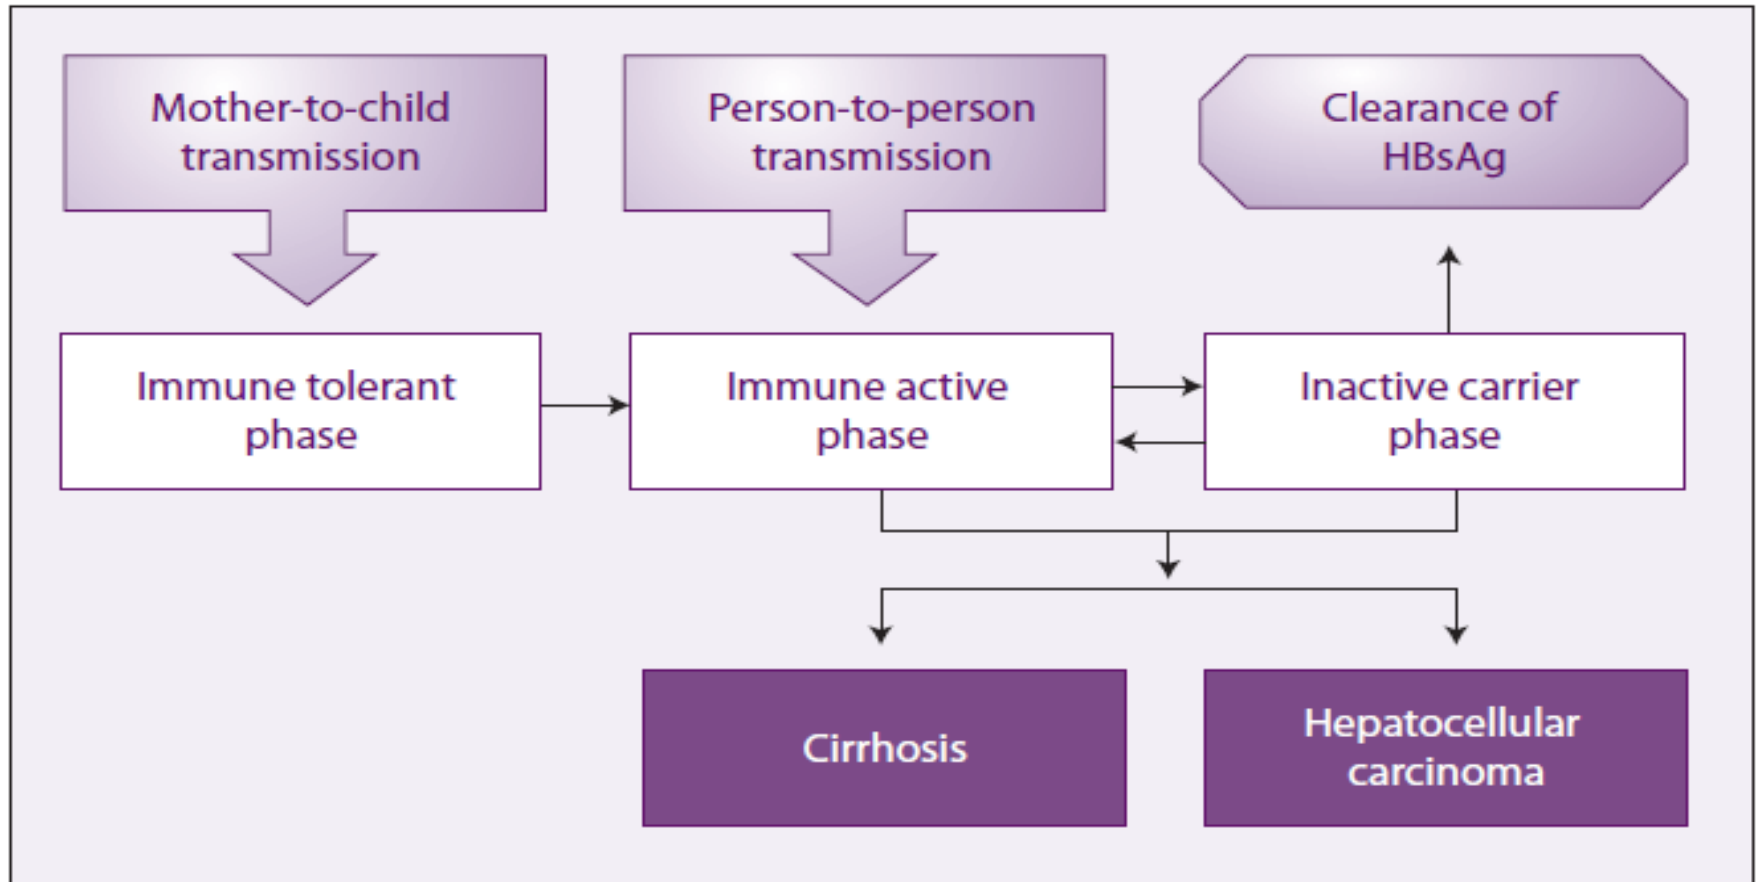 Mother-to-child
transmission
Person-to-person
transmission
Clearance of
HBsAg
Immune tolerant
phase
Immune active
phase
Inactive carrier
phase
Cirrhosis
Hepatocellular
carcinoma